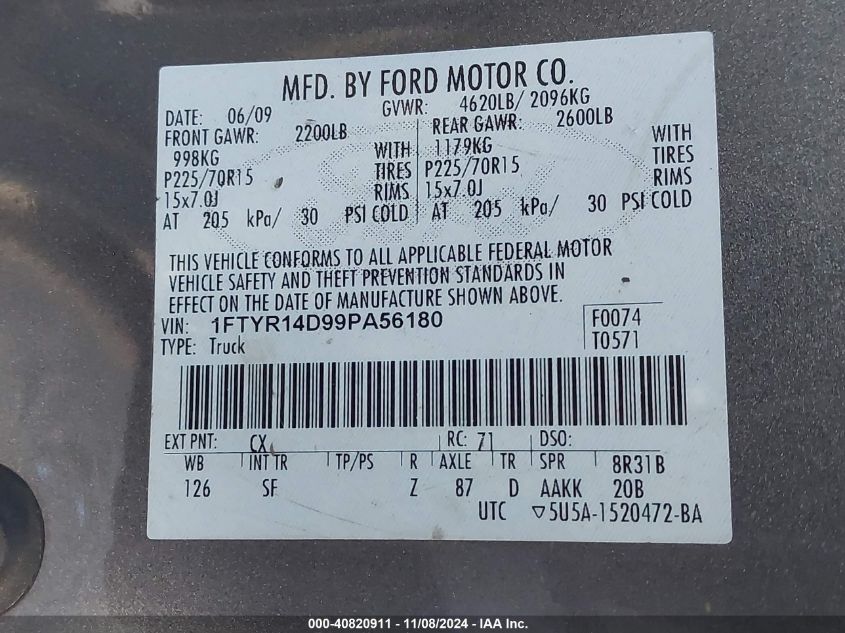 MFD. BY FORD MOTOR CO.
DATE: 06/09 GVWR: 4620LB/ 2096KG
FRONT GAWR: 2200LB REAR GAWR: 2600LB
998KG WITH 1179KG WITH
P225/70R15 TIRES P225/70R15 TIRES
15x7.0J RIMS 15x7.0J RIMS
AT 205 kPa/ 30 PSI COLD AT 205 kPa/ 30 PSI COLD
THIS VEHICLE CONFORMS TO ALL APPLICABLE FEDERAL MOTOR
VEHICLE SAFETY AND THEFT PREVENTION STANDARDS IN
EFFECT ON THE DATE OF MANUFACTURE SHOWN ABOVE.
VIN: 1FTYR14D99PA56180 F0074
TYPE: Truck T0571
EXT PNT: CX RC: 71 DSO:
WB INT TR TP/PS R AXLE TR SPR 8R31B
126 SF Z 87 D AAKK 20B
UTC ▽5U5A-1520472-BA
000-40820911 - 11/08/2024 - IAA Inc.